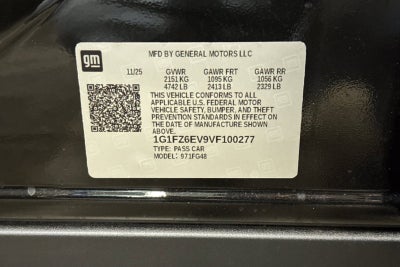 gm
MFD BY GENERAL MOTORS LLC
11/25 GVWR GAWR FRT GAWR RR
2151 KG 1095 KG 1056 KG
4742 LB 2413 LB 2329 LB
THIS VEHICLE CONFORMS TO ALL
APPLICABLE U.S. FEDERAL MOTOR
VEHICLE SAFETY, BUMPER, AND THEFT
PREVENTION STANDARDS IN EFFECT ON
THE DATE OF MANUFACTURE SHOWN
ABOVE.
1G1FZ6EV9VF100277
TYPE: PASS CAR
MODEL: 971FG48